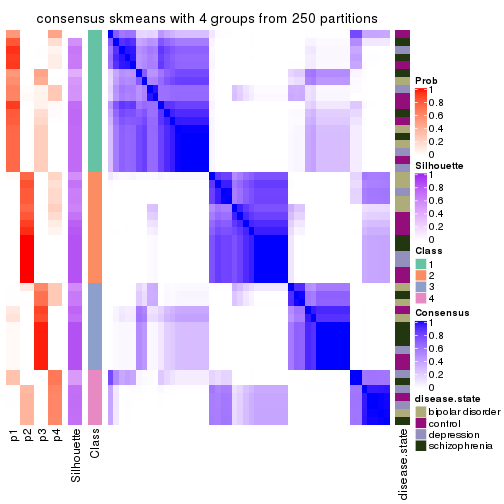 consensus skmeans with 4 groups from 250 partitions
Prob
1
0.8
0.6
0.4
0.2
0
Silhouette
1
0.8
0.6
0.4
0.2
0
Class
1
2
3
4
Consensus
1
0.8
0.6
0.4
0.2
0
disease.state
bipolar disorder
control
depression
schizophrenia
p1
p2
p3
p4
Silhouette
Class
disease.state